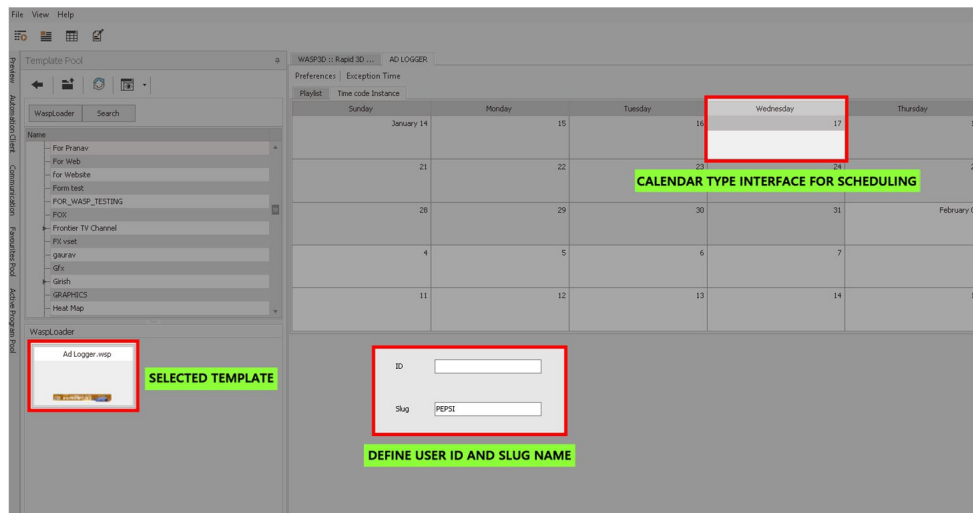 File View Help
Template Pool
WASP3D :: Rapid 3D ... AD LOGGER
Preferences Exception Time
Playlist Time code Instance
WaspLoader Search
Name
For Pranav
For Web
for Website
Form test
FOR_WASP_TESTING
FOX
Frontier TV Channel
FX vset
gaurav
Gfx
Girish
GRAPHICS
Heat Map
Preview
Automation Client
Communication
Favourites Pool
Active Program Pool
Sunday Monday Tuesday Wednesday Thursday
January 14 15 16 17
21 22 23 24
CALENDAR TYPE INTERFACE FOR SCHEDULING
28 29 30 31 February
4 5 6 7
11 12 13 14
WaspLoader
Ad Logger.wsp
SELECTED TEMPLATE
ID
Slug PEPSI
DEFINE USER ID AND SLUG NAME